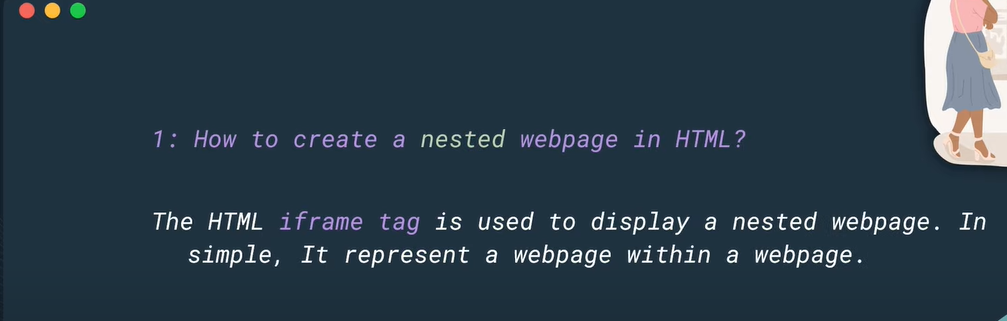 1: How to create a nested webpage in HTML?
The HTML iframe tag is used to display a nested webpage. In
simple, It represent a webpage within a webpage.